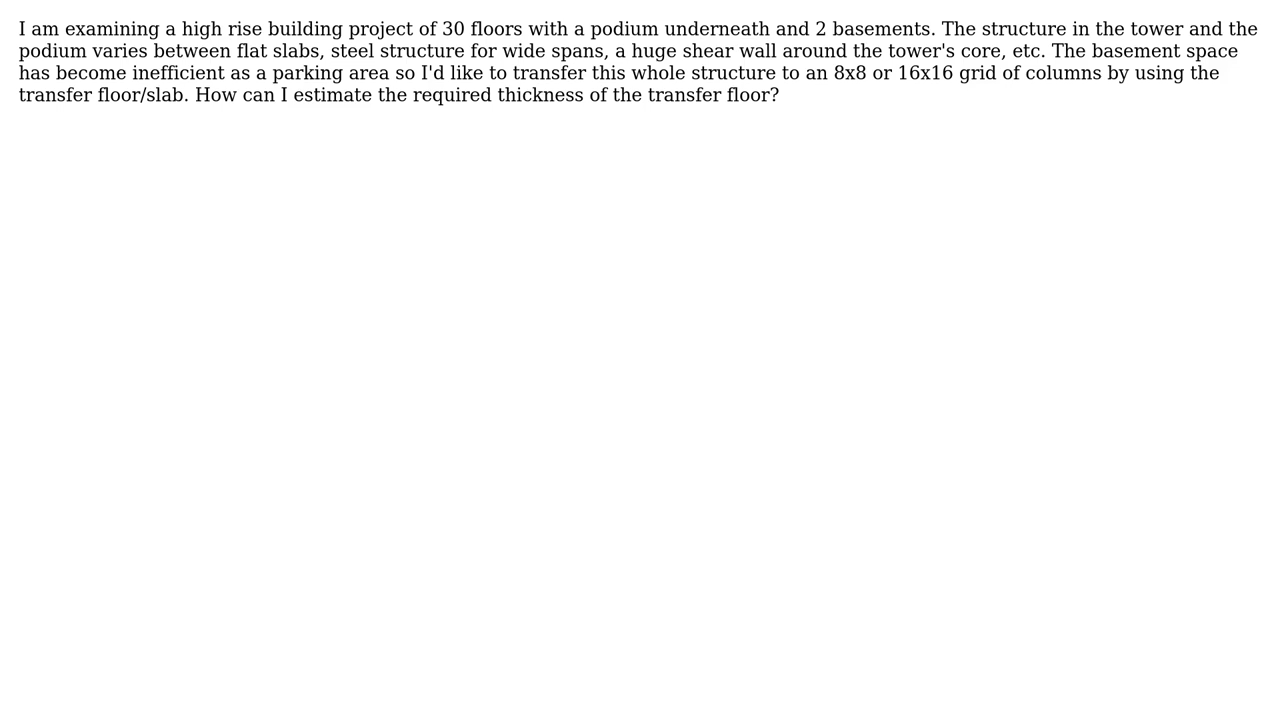 I am examining a high rise building project of 30 floors with a podium underneath and 2 basements. The structure in the tower and the
podium varies between flat slabs, steel structure for wide spans, a huge shear wall around the tower's core, etc. The basement space
has become inefficient as a parking area so I'd like to transfer this whole structure to an 8x8 or 16x16 grid of columns by using the
transfer floor/slab. How can I estimate the required thickness of the transfer floor?